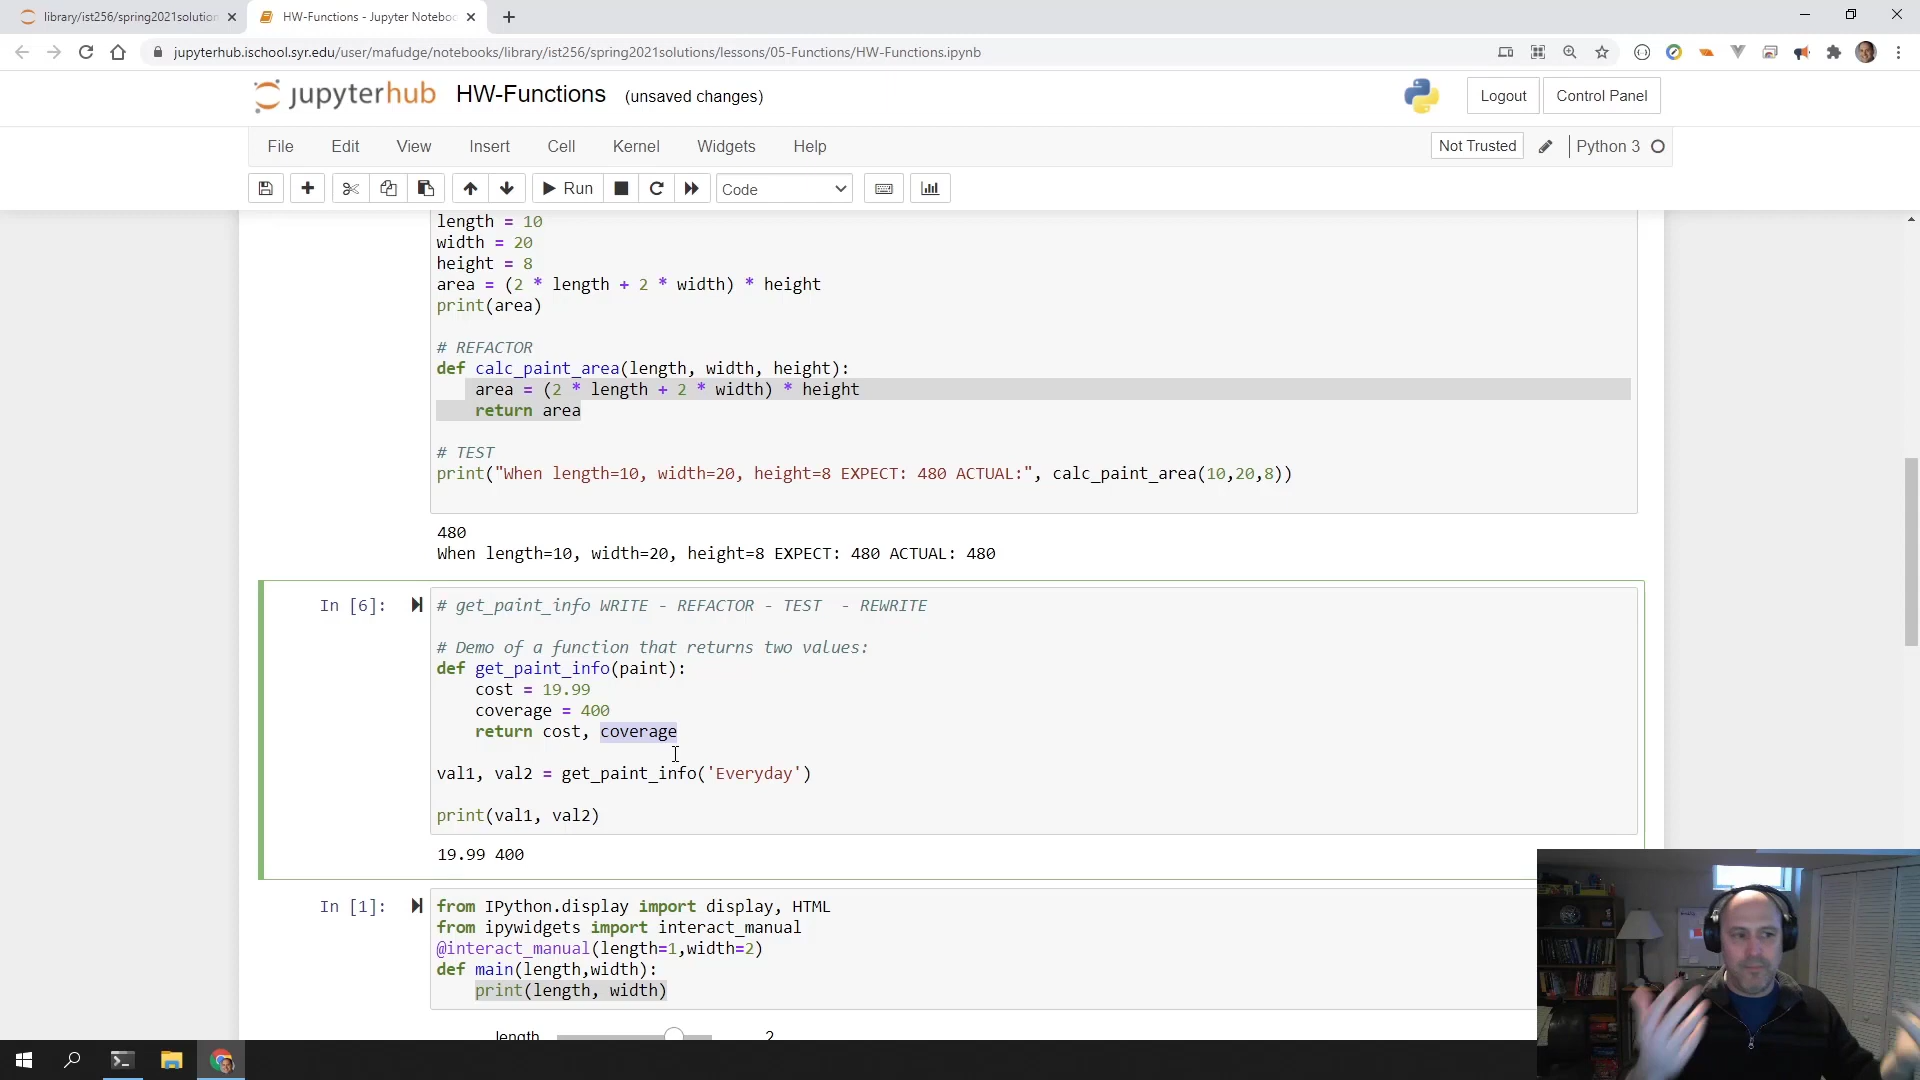 library/ist256/spring2021solution
HW-Functions - Jupyter Noteboo
jupyterhub.ischool.syr.edu/user/mafudge/notebooks/library/ist256/spring2021solutions/lessons/05-Functions/HW-Functions.ipynb
jupyterhub HW-Functions (unsaved changes)
Logout Control Panel
File Edit View Insert Cell Kernel Widgets Help
Not Trusted Python 3
Run Code
length = 10
width = 20
height = 8
area = (2 * length + 2 * width) * height
print(area)
# REFACTOR
def calc_paint_area(length, width, height):
    area = (2 * length + 2 * width) * height
    return area
# TEST
print("When length=10, width=20, height=8 EXPECT: 480 ACTUAL:", calc_paint_area(10,20,8))
480
When length=10, width=20, height=8 EXPECT: 480 ACTUAL: 480
In [6]: # get_paint_info WRITE - REFACTOR - TEST  - REWRITE
# Demo of a function that returns two values:
def get_paint_info(paint):
    cost = 19.99
    coverage = 400
    return cost, coverage
val1, val2 = get_paint_info('Everyday')
print(val1, val2)
19.99 400
In [1]: from IPython.display import display, HTML
from ipywidgets import interact_manual
@interact_manual(length=1,width=2)
def main(length,width):
    print(length, width)
length 2